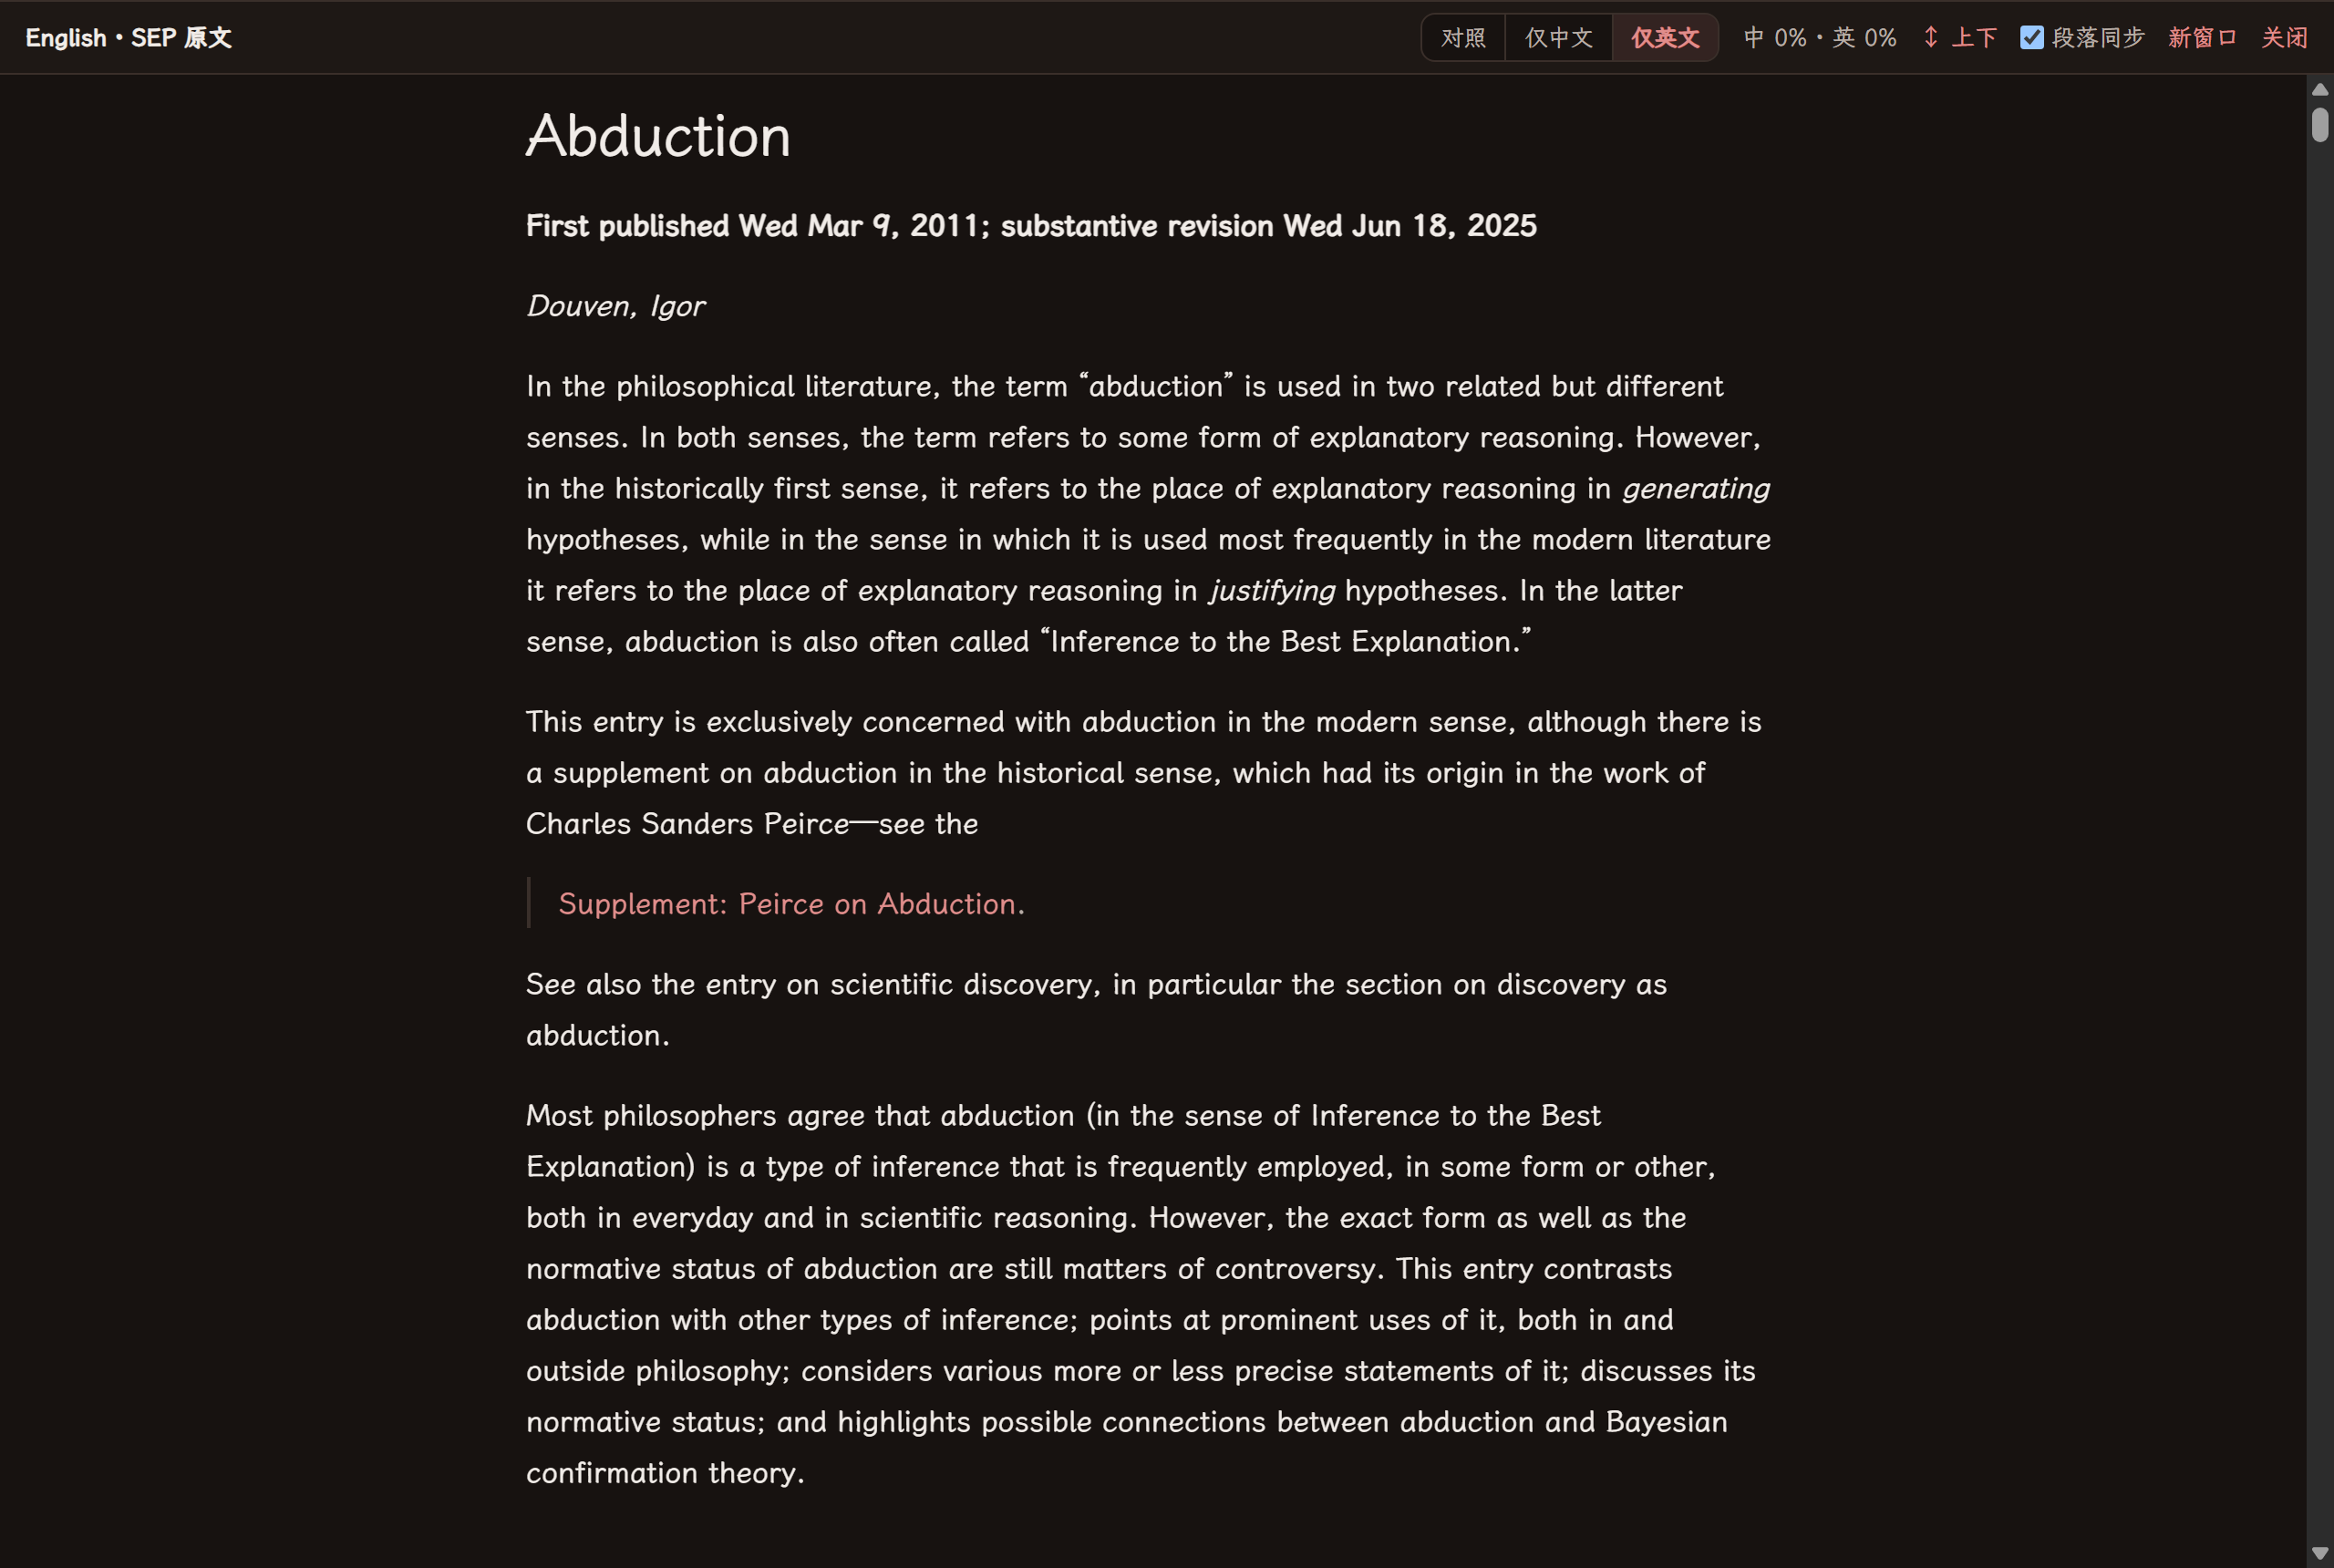 English · SEP 原文
对照 仅中文 仅英文 中 0% · 英 0% ↕ 上下 段落同步 新窗口 关闭
Abduction
First published Wed Mar 9, 2011; substantive revision Wed Jun 18, 2025
Douven, Igor
In the philosophical literature, the term “abduction” is used in two related but different
senses. In both senses, the term refers to some form of explanatory reasoning. However,
in the historically first sense, it refers to the place of explanatory reasoning in generating
hypotheses, while in the sense in which it is used most frequently in the modern literature
it refers to the place of explanatory reasoning in justifying hypotheses. In the latter
sense, abduction is also often called “Inference to the Best Explanation.”
This entry is exclusively concerned with abduction in the modern sense, although there is
a supplement on abduction in the historical sense, which had its origin in the work of
Charles Sanders Peirce—see the
Supplement: Peirce on Abduction.
See also the entry on scientific discovery, in particular the section on discovery as
abduction.
Most philosophers agree that abduction (in the sense of Inference to the Best
Explanation) is a type of inference that is frequently employed, in some form or other,
both in everyday and in scientific reasoning. However, the exact form as well as the
normative status of abduction are still matters of controversy. This entry contrasts
abduction with other types of inference; points at prominent uses of it, both in and
outside philosophy; considers various more or less precise statements of it; discusses its
normative status; and highlights possible connections between abduction and Bayesian
confirmation theory.